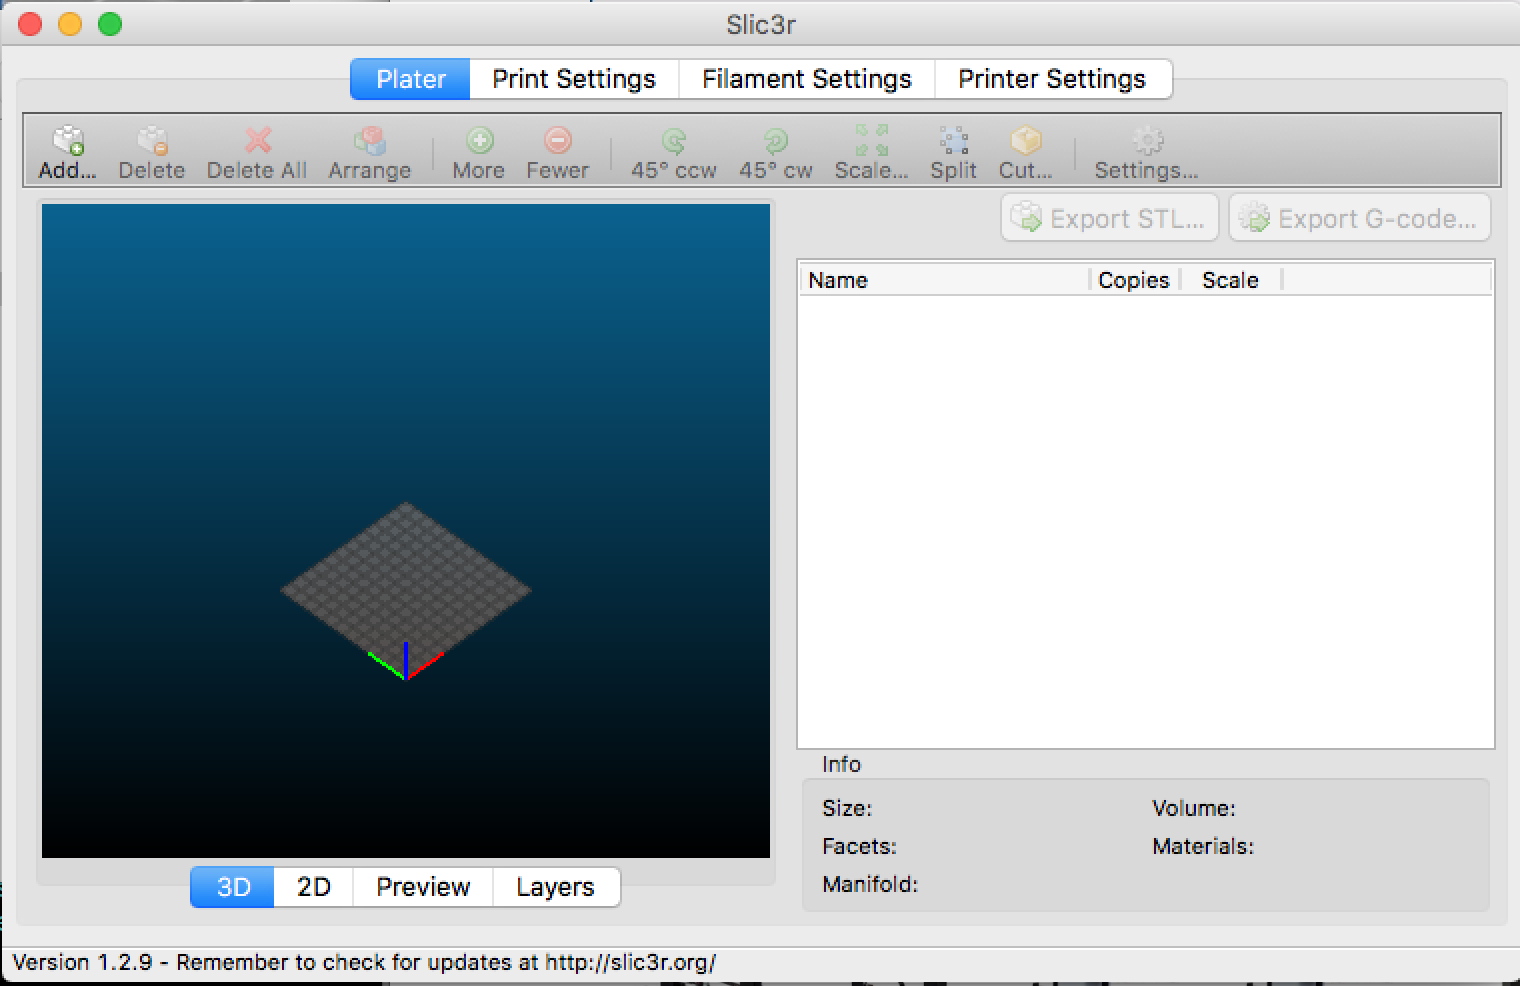 Slic3r
Plater Print Settings Filament Settings Printer Settings
Add... Delete Delete All Arrange More Fewer 45° ccw 45° cw Scale... Split Cut... Settings...
Export STL... Export G-code...
Name Copies Scale
Info
Size: Volume:
Facets: Materials:
Manifold:
3D 2D Preview Layers
Version 1.2.9 - Remember to check for updates at http://slic3r.org/